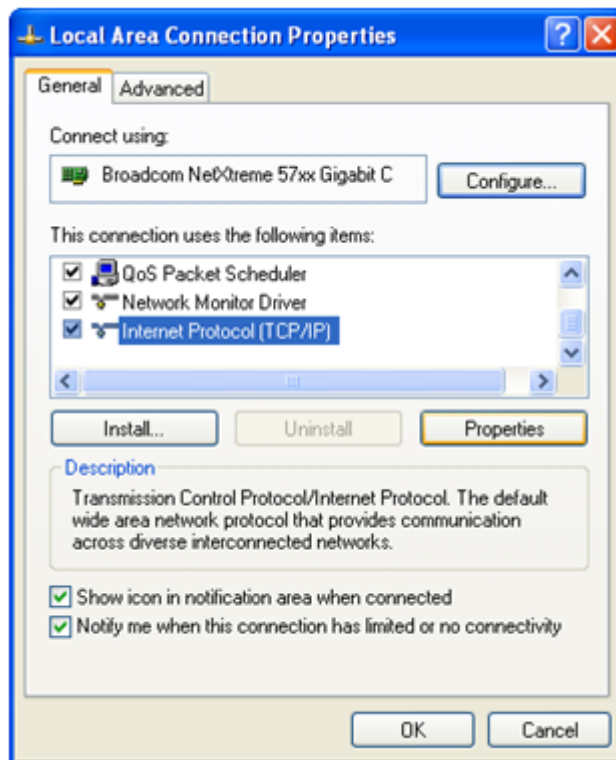 Local Area Connection Properties
General
Advanced
Connect using:
Broadcom NetXtreme 57xx Gigabit C
Configure...
This connection uses the following items:
QoS Packet Scheduler
Network Monitor Driver
Internet Protocol (TCP/IP)
Install...
Uninstall
Properties
Description
Transmission Control Protocol/Internet Protocol. The default
wide area network protocol that provides communication
across diverse interconnected networks.
Show icon in notification area when connected
Notify me when this connection has limited or no connectivity
OK
Cancel